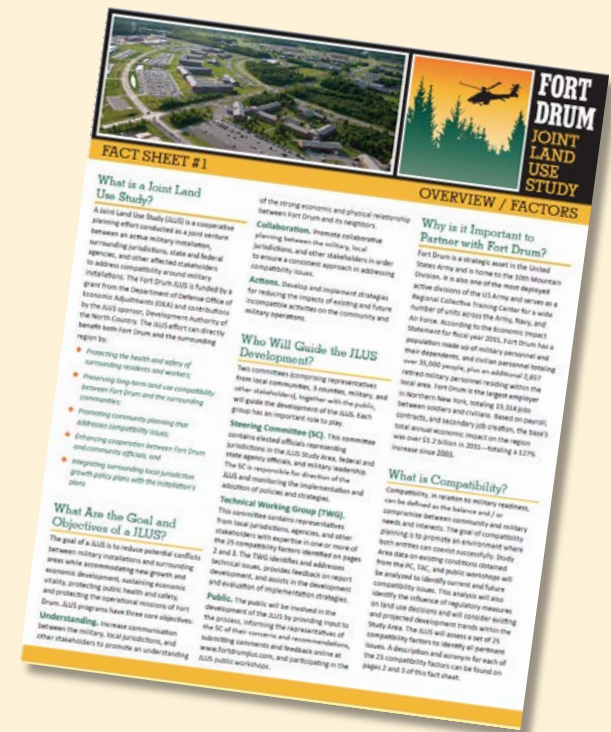 FORT
DRUM
JOINT
LAND
USE
STUDY
FACT SHEET #1
OVERVIEW / FACTORS
What is a Joint Land
Use Study?
A Joint Land Use Study (JLUS) is a cooperative
planning effort conducted as a joint venture
between an active military installation,
surrounding jurisdictions, state and federal
agencies, and other affected stakeholders
to address compatibility around military
installations. The Fort Drum JLUS is funded by a
grant from the Department of Defense Office of
Economic Adjustments (OEA) and contributions
by the JLUS sponsor, Development Authority of
the North Country. The JLUS effort can directly
benefit both Fort Drum and the surrounding
region by:
Protecting the health and safety of
surrounding residents and workers;
Preserving long-term land use compatibility
between Fort Drum and the surrounding
communities;
Promoting community planning that
addresses compatibility issues;
Enhancing cooperation between Fort Drum
and community officials; and
Integrating surrounding local jurisdiction
growth policy plans with the installation's
plans
What Are the Goal and
Objectives of a JLUS?
The goal of a JLUS is to reduce potential conflicts
between military installations and surrounding
areas while accommodating new growth and
economic development, sustaining economic
vitality, protecting public health and safety,
and protecting the operational missions of Fort
Drum. JLUS programs have three core objectives:
Understanding. Increase communication
between the military, local jurisdictions, and
other stakeholders to promote an understanding
of the strong economic and physical relationship
between Fort Drum and its neighbors.
Collaboration. Promote collaborative
planning between the military, local
jurisdictions, and other stakeholders in order
to ensure a consistent approach in addressing
compatibility issues.
Actions. Develop and implement strategies
for reducing the impacts of existing and future
incompatible activities on the community and
military operations.
Who Will Guide the JLUS
Development?
Two committees (comprising representatives
from local communities, 3 counties, military, and
other stakeholders), together with the public,
will guide the development of the JLUS. Each
group has an important role to play.
Steering Committee (SC). This committee
contains elected officials representing
jurisdictions in the JLUS Study Area, federal and
state agency officials, and military leadership.
The SC is responsible for direction of the
JLUS and monitoring the implementation and
adoption of policies and strategies.
Technical Working Group (TWG).
This committee contains representatives
from local jurisdictions, agencies, and other
stakeholders with expertise in one or more of
the 25 compatibility factors identified on pages
2 and 3. The TWG identifies and addresses
technical issues, provides feedback on report
development, and assists in the development
and evaluation of implementation strategies.
Public. The public will be involved in the
development of the JLUS by providing input to
the process, informing the representatives of
the SC of their concerns and recommendations,
submitting comments and feedback online at
www.fortdrumjlus.com, and participating in the
JLUS public workshops.
Why is it Important to
Partner with Fort Drum?
Fort Drum is a strategic asset in the United
States Army and is home to the 10th Mountain
Division, is also one of the most deployed
active divisions of the US Army and serves as a
Regional Collective Training Center for a wide
number of units across the Army, Navy, and
Air Force. According to the Economic Impact
Statement for fiscal year 2015, Fort Drum has a
population made up of military personnel and
their dependents, and civilian personnel totaling
over 35,000 people, plus an additional 2,857
retired military personnel residing within the
local area. Fort Drum is the largest employer
in Northern New York, totaling 19,314 jobs
between soldiers and civilians. Based on payroll,
contracts, and secondary job creation, the base's
total annual economic impact on the region
was over $1.2 billion in 2015—totaling a 127%
increase since 2003.
What is Compatibility?
Compatibility, in relation to military readiness,
can be defined as the balance and / or
compromise between community and military
needs and interests. The goal of compatibility
planning is to promote an environment where
both entities can coexist successfully. Study
Area data on existing conditions obtained
from the PC, TAC, and public workshops will
be analyzed to identify current and future
compatibility issues. This analysis will also
identify the influence of regulatory measures
on land use decisions and will consider existing
and projected development trends within the
Study Area. The JLUS will assess a set of 25
compatibility factors to identify all pertinent
issues. A description and acronym for each of
the 25 compatibility factors can be found on
pages 2 and 3 of this fact sheet.